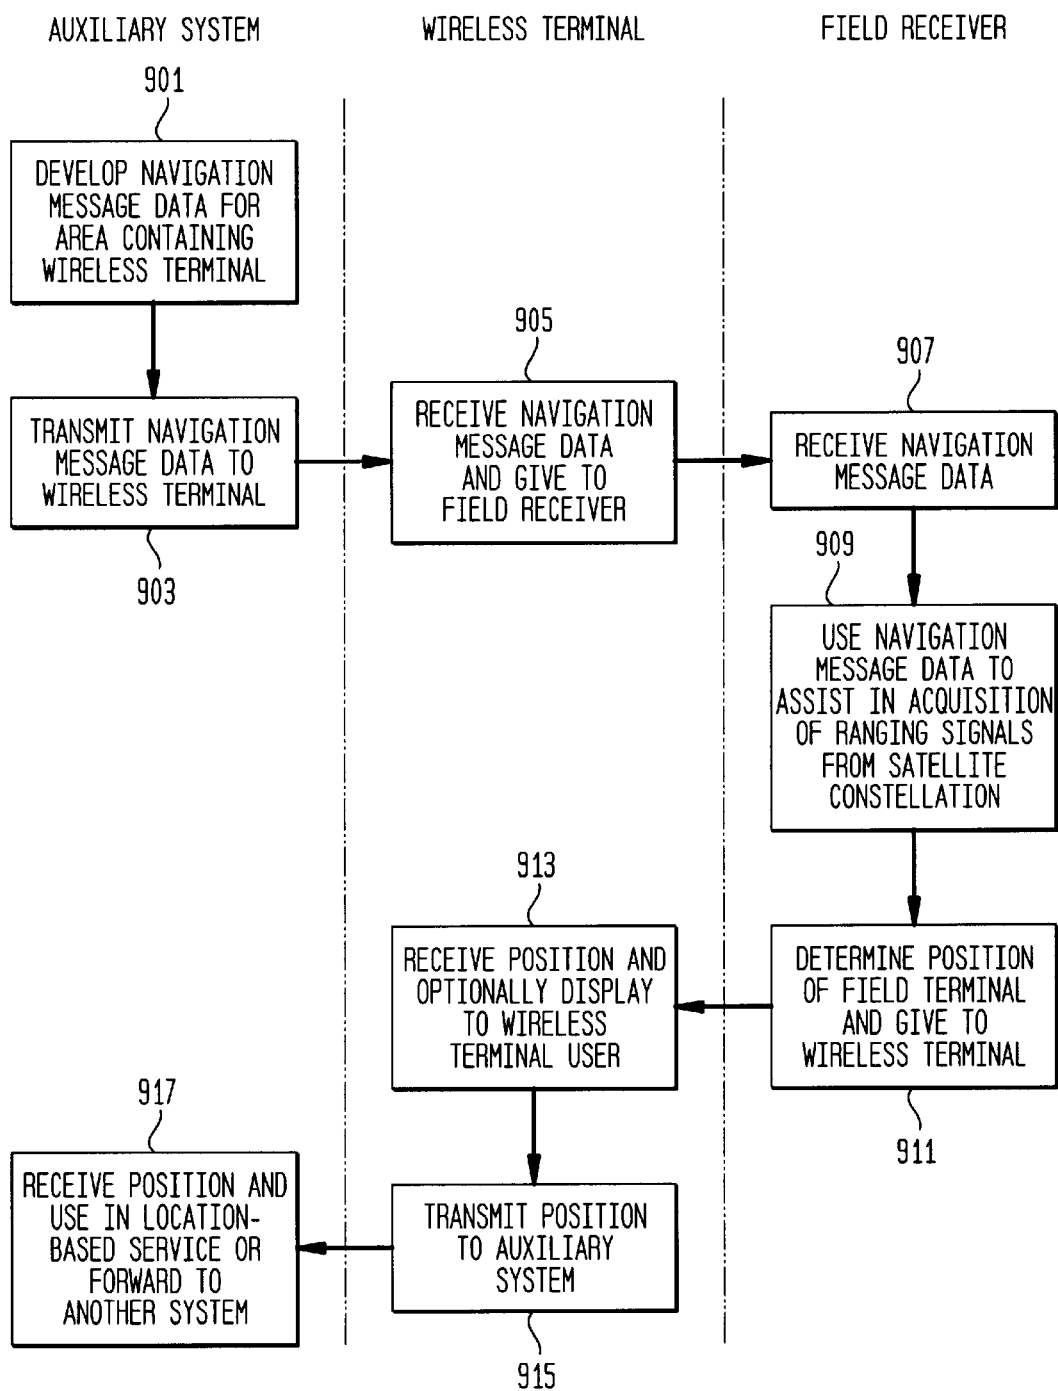 AUXILIARY SYSTEM
WIRELESS TERMINAL
FIELD RECEIVER
901
DEVELOP NAVIGATION
MESSAGE DATA FOR
AREA CONTAINING
WIRELESS TERMINAL
905
907
TRANSMIT NAVIGATION
MESSAGE DATA TO
WIRELESS TERMINAL
903
RECEIVE NAVIGATION
MESSAGE DATA
AND GIVE TO
FIELD RECEIVER
RECEIVE NAVIGATION
MESSAGE DATA
909
USE NAVIGATION
MESSAGE DATA TO
ASSIST IN ACQUISITION
OF RANGING SIGNALS
FROM SATELLITE
CONSTELLATION
913
RECEIVE POSITION AND
OPTIONALLY DISPLAY
TO WIRELESS
TERMINAL USER
DETERMINE POSITION
OF FIELD TERMINAL
AND GIVE TO
WIRELESS TERMINAL
911
917
RECEIVE POSITION AND
USE IN LOCATION-
BASED SERVICE OR
FORWARD TO
ANOTHER SYSTEM
TRANSMIT POSITION
TO AUXILIARY
SYSTEM
915